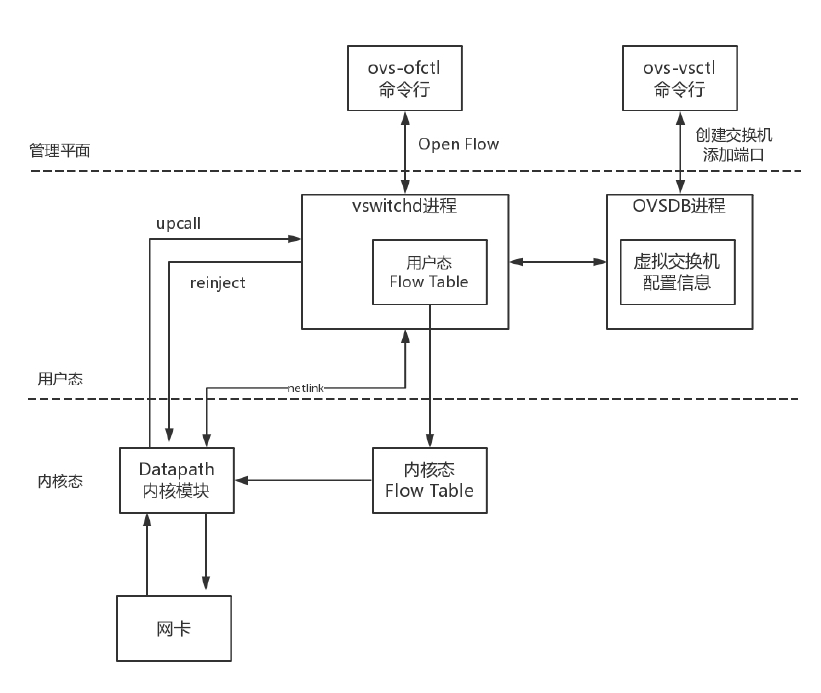 ovs-ofctl
命令行
ovs-vsctl
命令行
Open Flow
创建交换机
添加端口
管理平面
vswitchd进程
OVSDB进程
upcall
用户态
Flow Table
虚拟交换机
配置信息
reinject
用户态
netlink
内核态
Datapath
内核模块
内核态
Flow Table
网卡